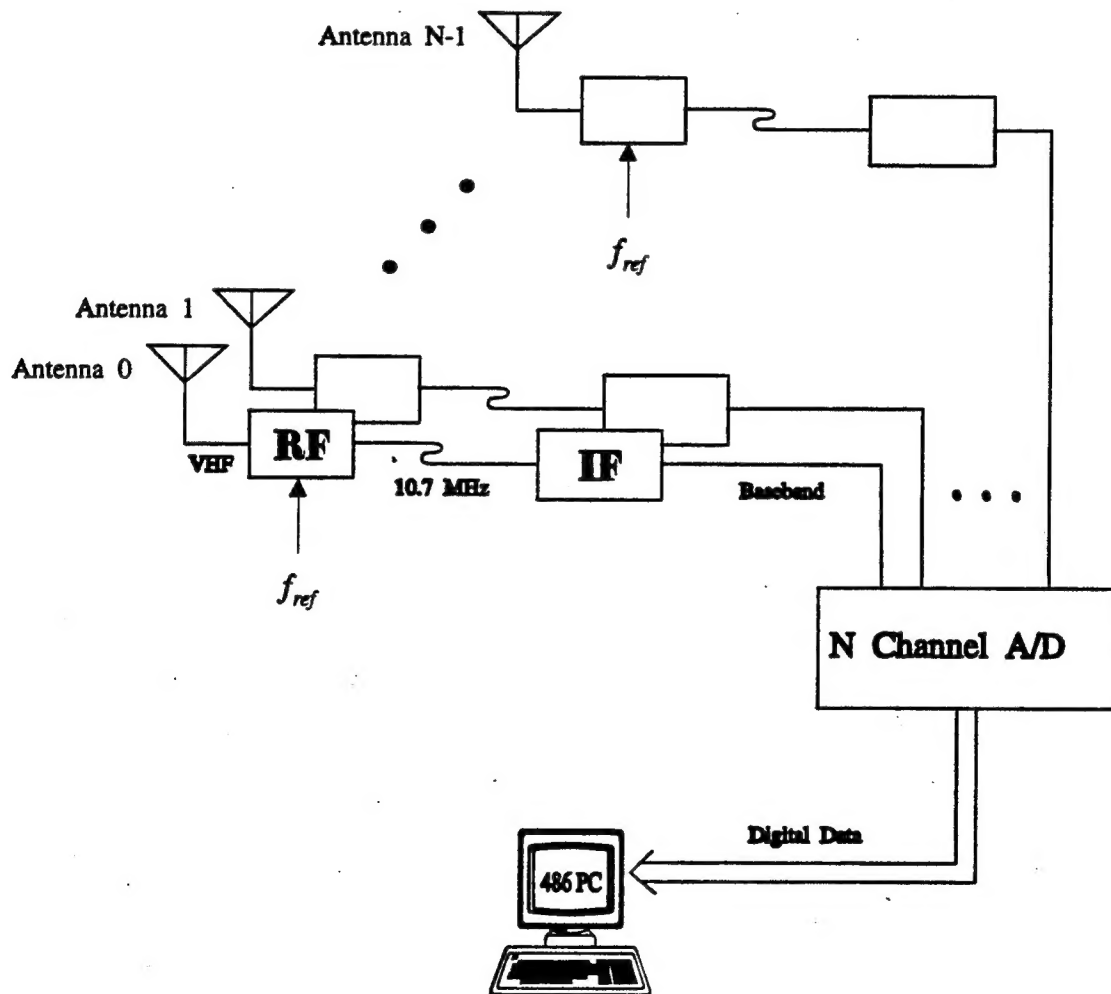 Antenna N-1
f_ref
Antenna 1
Antenna 0
RF
VHF
10.7 MHz
IF
Baseband
f_ref
N Channel A/D
Digital Data
486 PC